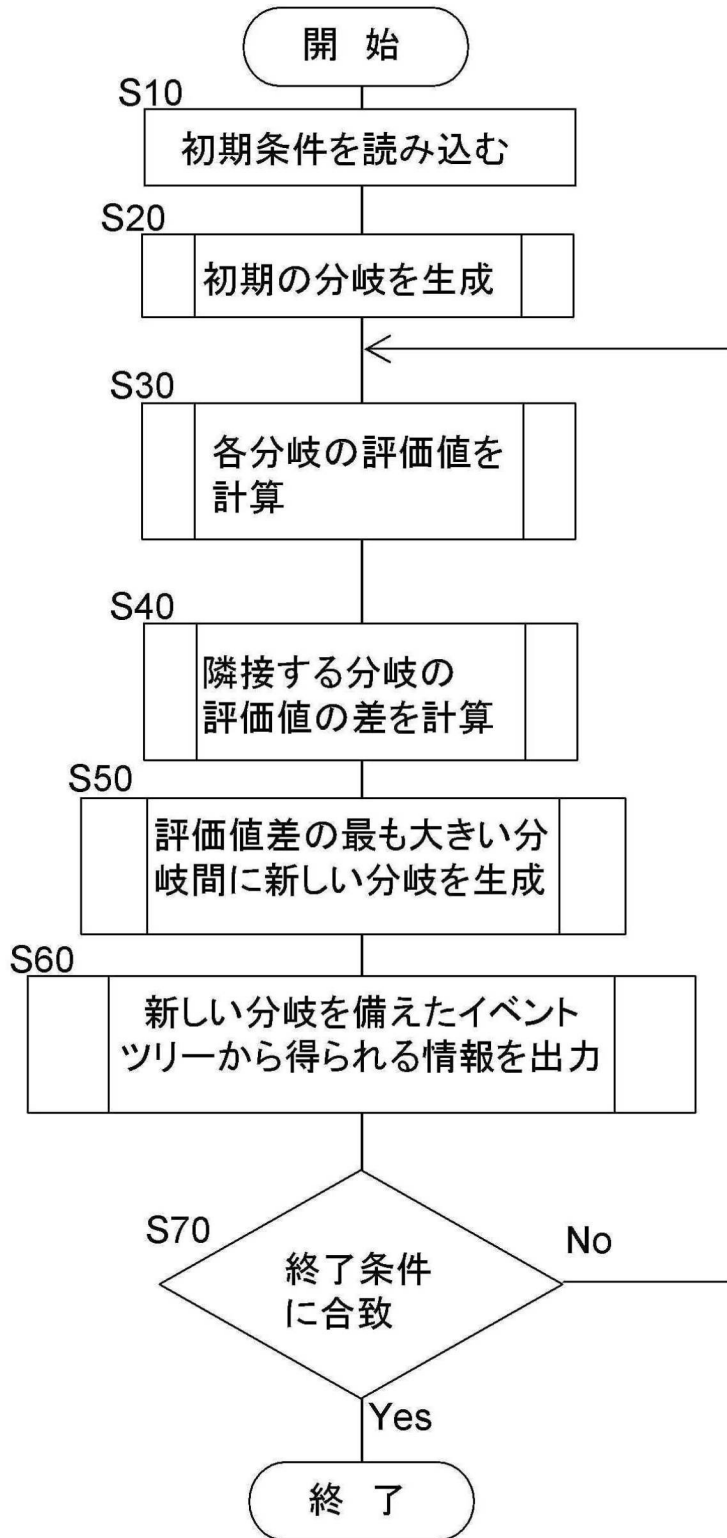 開 始
S10
初期条件を読み込む
S20
初期の分岐を生成
S30
各分岐の評価値を
計算
S40
隣接する分岐の
評価値の差を計算
S50
評価値差の最も大きい分
岐間に新しい分岐を生成
S60
新しい分岐を備えたイベント
ツリーから得られる情報を出力
S70
終了条件
に合致
No
Yes
終 了